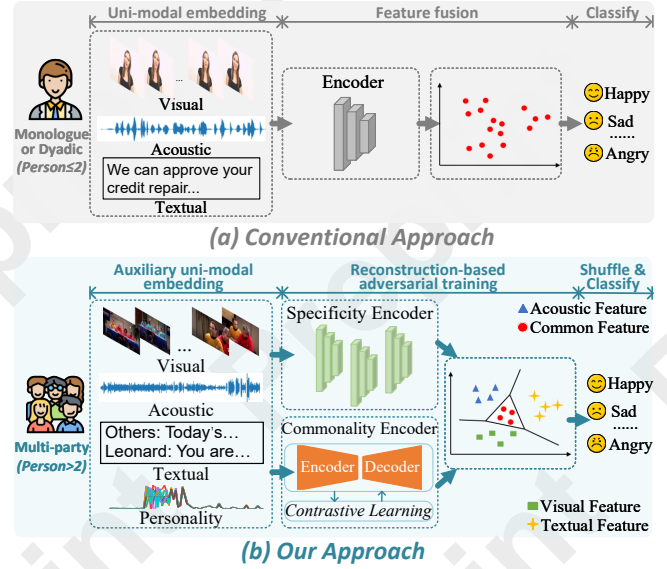 Uni-modal embedding
Feature fusion
Classify
Monologue
or Dyadic
(Person≤2)
...
Visual
Acoustic
We can approve your
credit repair...
Textual
Encoder
Happy
Sad
......
Angry
(a) Conventional Approach
Auxiliary uni-modal
embedding
Reconstruction-based
adversarial training
Shuffle &
Classify
Multi-party
(Person>2)
...
Visual
Acoustic
Others: Today's...
Leonard: You are...
Textual
Personality
Specificity Encoder
Commonality Encoder
Encoder
Decoder
Contrastive Learning
Acoustic Feature
Common Feature
Visual Feature
Textual Feature
Happy
Sad
......
Angry
(b) Our Approach